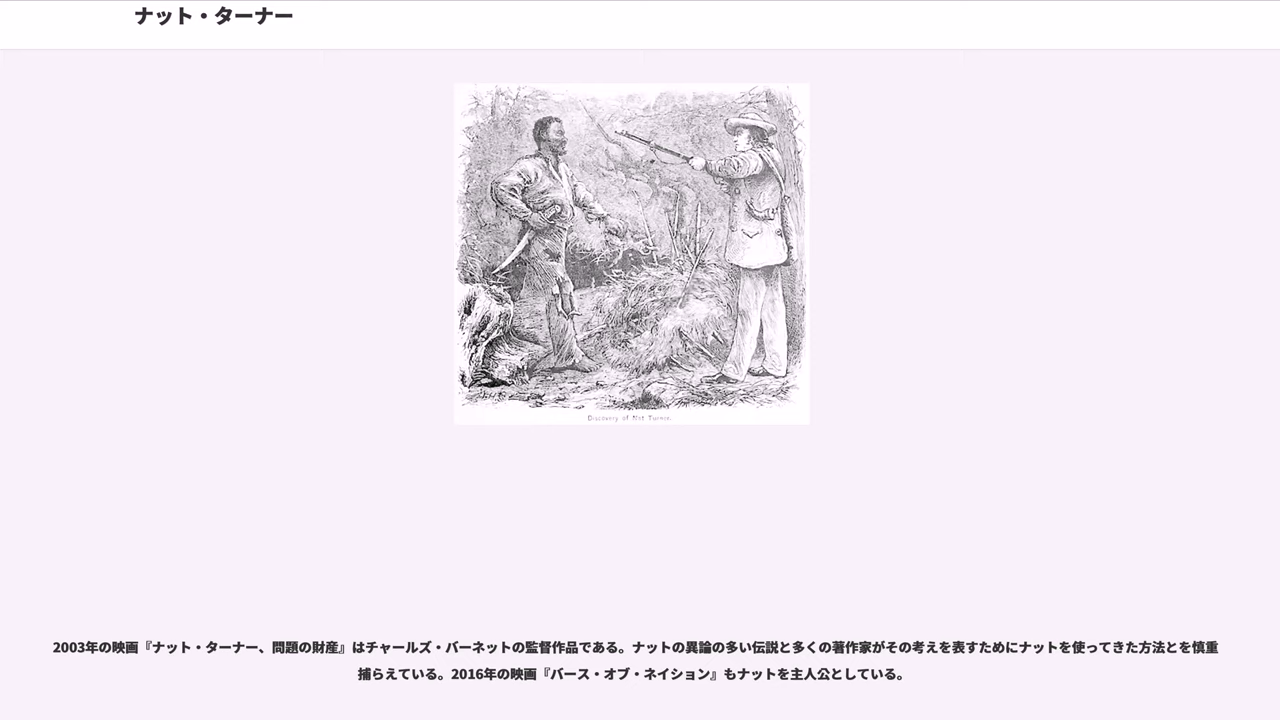 ナット・ターナー
Discovery of Nat Turner.
2003年の映画『ナット・ターナー、問題の財産』はチャールズ・バーネットの監督作品である。ナットの異論の多い伝説と多くの著作家がその考えを表すためにナットを使ってきた方法とを慎重
捕らえている。2016年の映画『バース・オブ・ネイション』もナットを主人公としている。